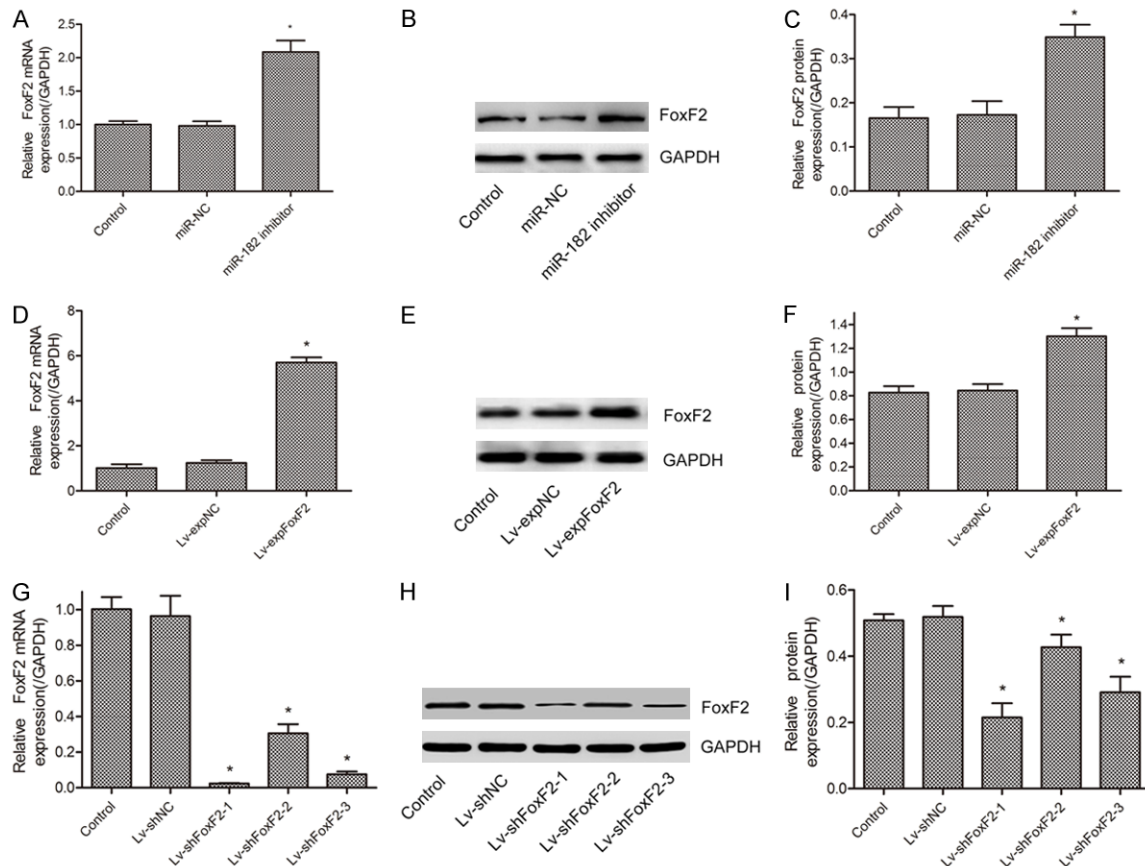 A
Relative FoxF2 mRNA
expression(/GAPDH)
2.5
2.0
1.5
1.0
0.5
0.0
*
Control
miR-NC
miR-182 inhibitor
B
FoxF2
GAPDH
Control
miR-NC
miR-182 inhibitor
C
Relative FoxF2 protein
expression(/GAPDH)
0.4
0.3
0.2
0.1
0.0
*
Control
miR-NC
miR-182 inhibitor
D
Relative FoxF2 mRNA
expression(/GAPDH)
8
6
4
2
0
*
Control
Lv-expNC
Lv-expFoxF2
E
FoxF2
GAPDH
Control
Lv-expNC
Lv-expFoxF2
F
Relative protein
expression(/GAPDH)
1.4
1.2
1.0
0.8
0.6
0.4
0.2
0.0
*
Control
Lv-expNC
Lv-expFoxF2
G
Relative FoxF2 mRNA
expression(/GAPDH)
1.0
0.8
0.6
0.4
0.2
0.0
*
*
*
Control
Lv-shNC
Lv-shFoxF2-1
Lv-shFoxF2-2
Lv-shFoxF2-3
H
FoxF2
GAPDH
Control
Lv-shNC
Lv-shFoxF2-1
Lv-shFoxF2-2
Lv-shFoxF2-3
I
Relative protein
expression(/GAPDH)
0.6
0.4
0.2
0.0
*
*
*
Control
Lv-shNC
Lv-shFoxF2-1
Lv-shFoxF2-2
Lv-shFoxF2-3